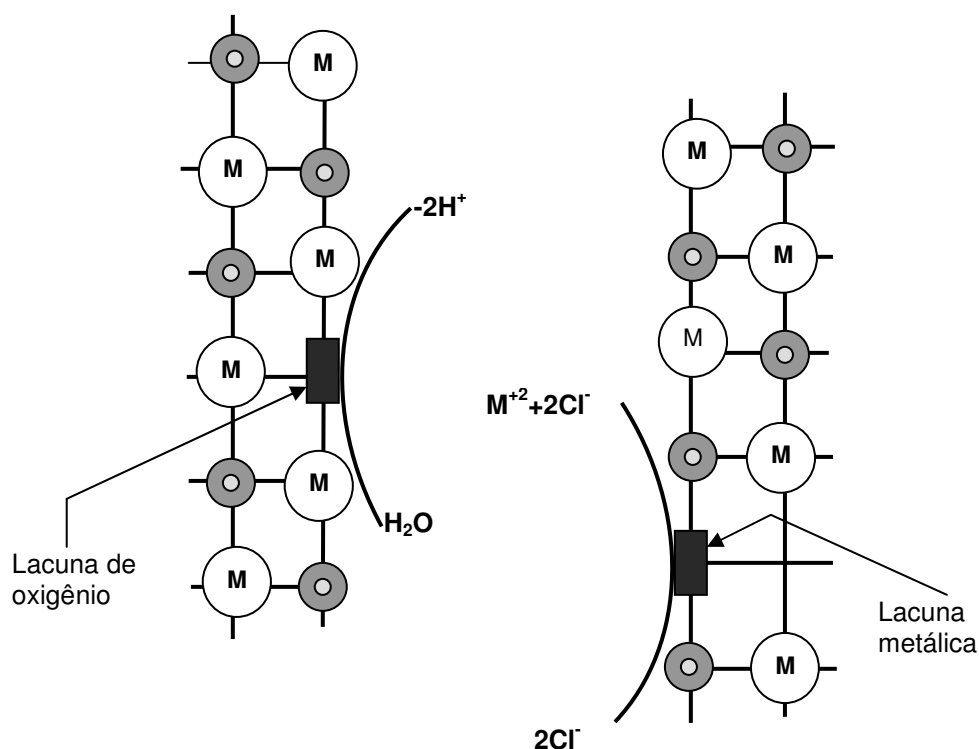 M
M
-2H⁺
M
M
M
H₂O
Lacuna de
oxigênio
M
M
M
M
M⁺²+2Cl⁻
M
Lacuna
metálica
M
2Cl⁻